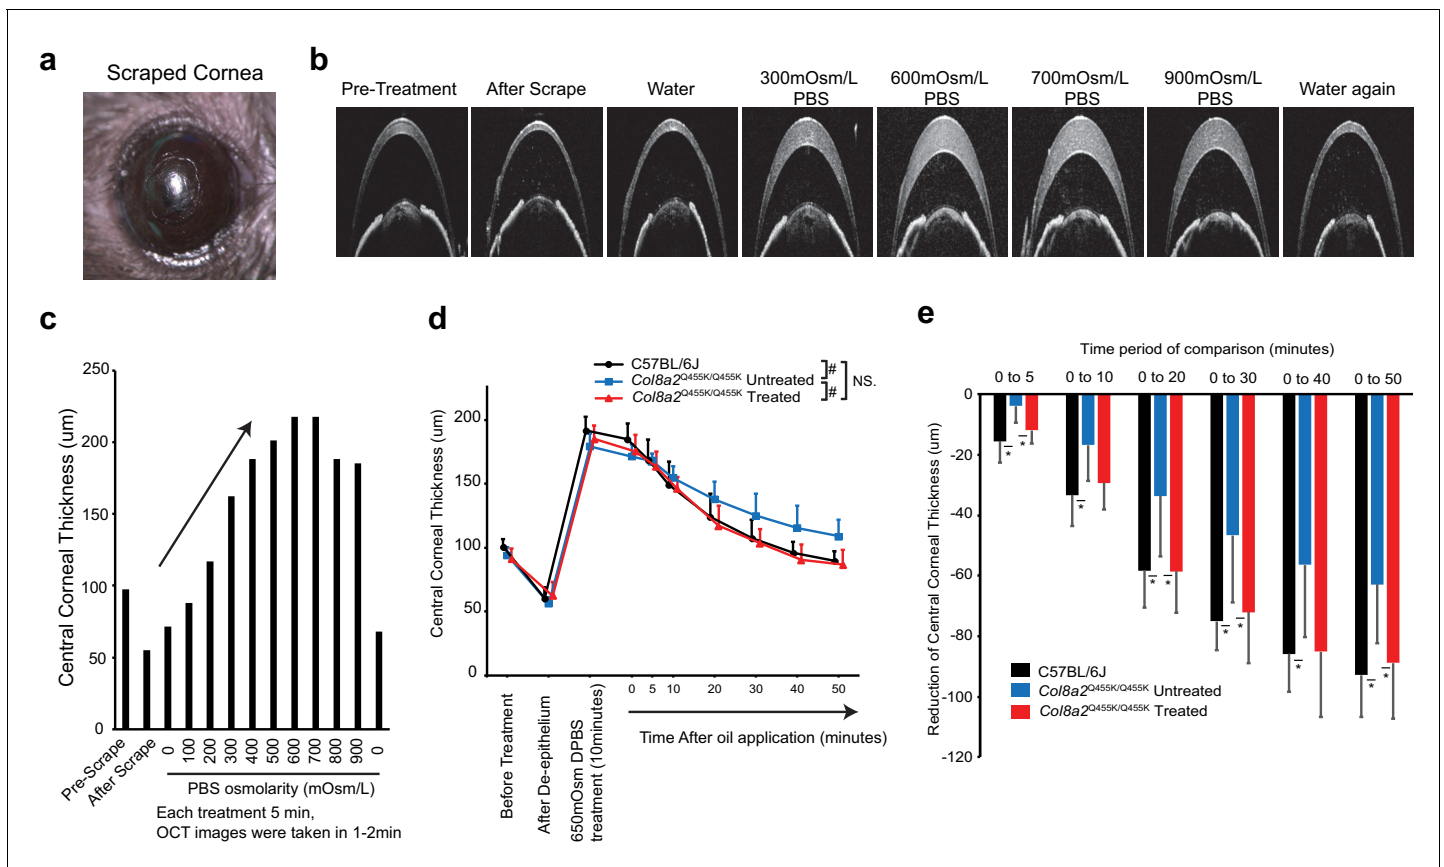 a
Scraped Cornea
b
Pre-Treatment
After Scrape
Water
300mOsm/L
PBS
600mOsm/L
PBS
700mOsm/L
PBS
900mOsm/L
PBS
Water again
c
Central Corneal Thickness (um)
250
200
150
100
50
0
Pre-Scrape
After Scrape
0
100
200
300
400
500
600
700
800
900
0
PBS osmolarity (mOsm/L)
Each treatment 5 min,
OCT images were taken in 1-2min
d
C57BL/6J
Col8a2Q455K/Q455K Untreated
Col8a2Q455K/Q455K Treated
#
#
NS.
Central Corneal Thickness (um)
200
150
100
50
0
Before Treatment
After De-epithelium
650mOsm DPBS
treatment (10minutes)
0
5
10
20
30
40
50
Time After oil application (minutes)
e
Time period of comparison (minutes)
0 to 5
0 to 10
0 to 20
0 to 30
0 to 40
0 to 50
Reduction of Central Corneal Thickness (um)
0
-20
-40
-60
-80
-100
-120
*
*
*
*
*
*
*
*
*
*
C57BL/6J
Col8a2Q455K/Q455K Untreated
Col8a2Q455K/Q455K Treated